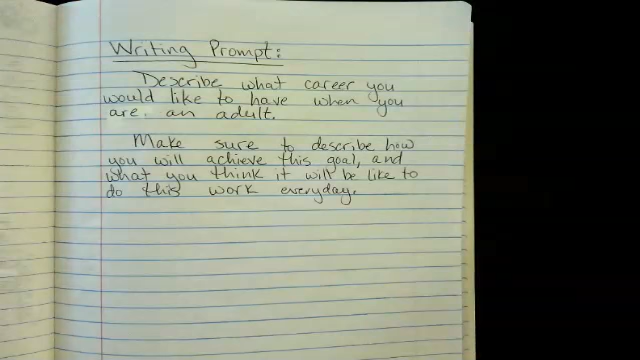 Writing Prompt:
Describe what career you
would like to have when you
are an adult.
Make sure to describe how
you will achieve this goal, and
what you think it will be like to
do this work everyday.